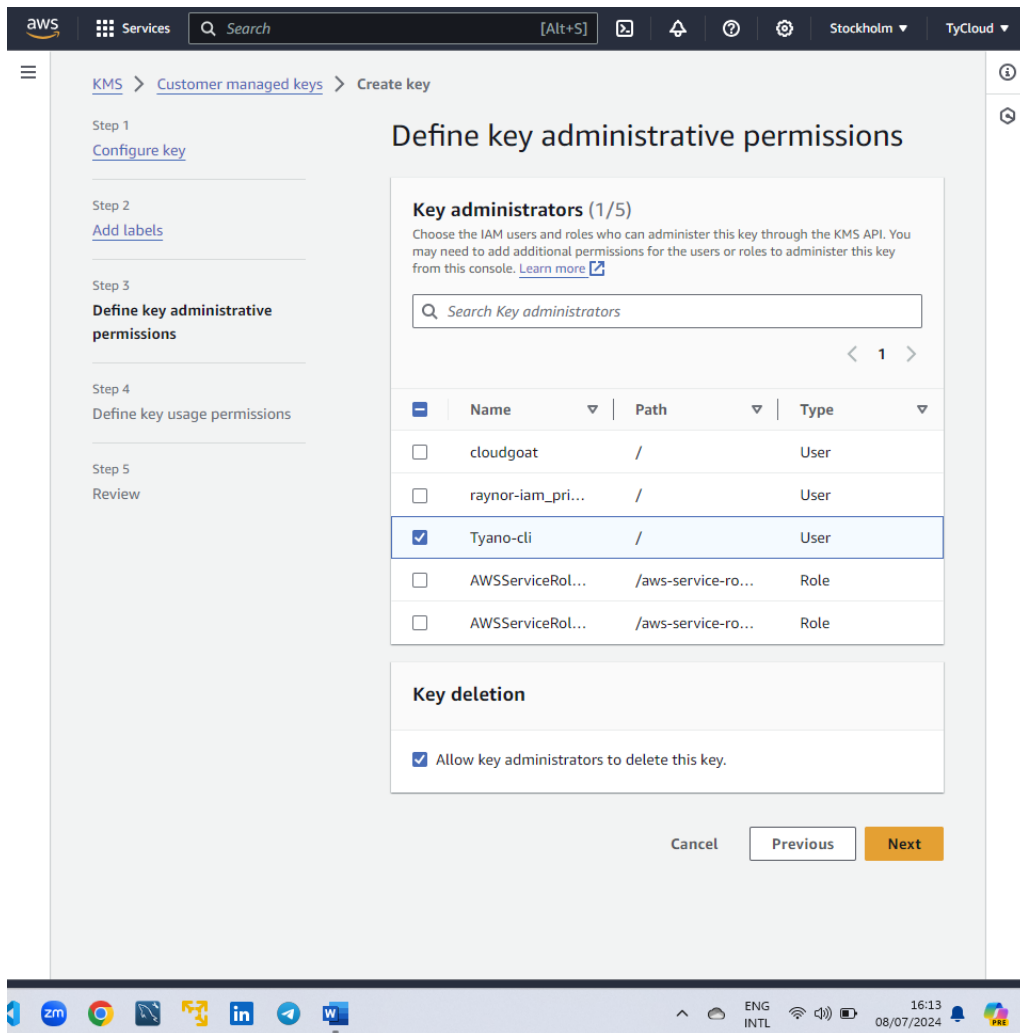 aws
Services
Search [Alt+S]
Stockholm
TyCloud
KMS
Customer managed keys
Create key
Step 1
Configure key
Step 2
Add labels
Step 3
Define key administrative
permissions
Step 4
Define key usage permissions
Step 5
Review
Define key administrative permissions
Key administrators (1/5)
Choose the IAM users and roles who can administer this key through the KMS API. You
may need to add additional permissions for the users or roles to administer this key
from this console. Learn more
Search Key administrators
1
Name Path Type
cloudgoat / User
raynor-iam_pri... / User
Tyano-cli / User
AWSServiceRol... /aws-service-ro... Role
AWSServiceRol... /aws-service-ro... Role
Key deletion
Allow key administrators to delete this key.
Cancel
Previous
Next
zm
in
W
ENG
INTL
16:13
08/07/2024
PRE